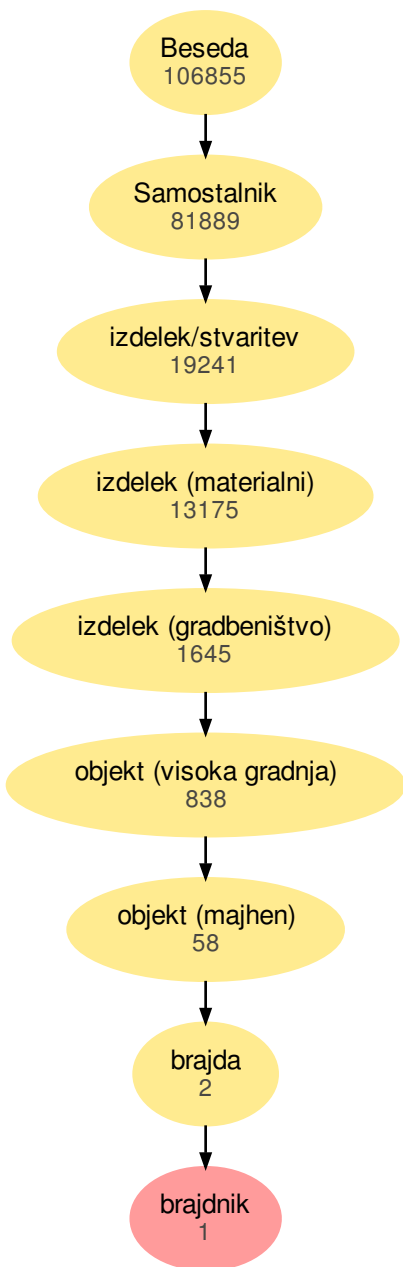 Beseda
106855
Samostalnik
81889
izdelek/stvaritev
19241
izdelek (materialni)
13175
izdelek (gradbeništvo)
1645
objekt (visoka gradnja)
838
objekt (majhen)
58
brajda
2
brajdnik
1